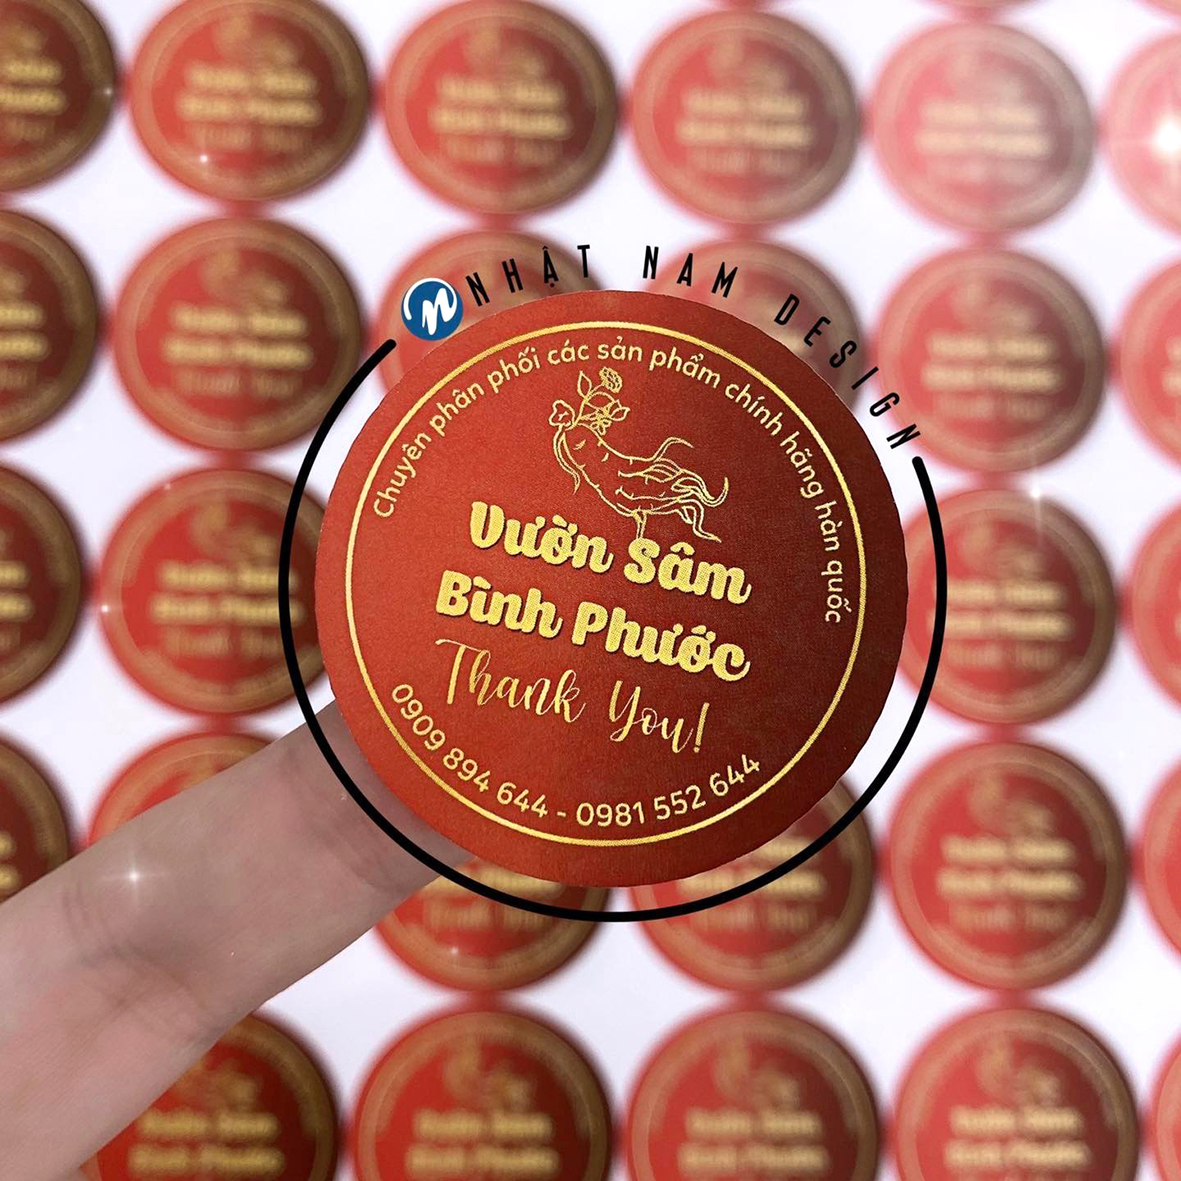 NHẬT NAM DESIGN
Chuyên phân phối các sản phẩm chính hãng hàn quốc
Vườn Sâm
Bình Phước
Thank You!
0909 894 644 - 0981 552 644